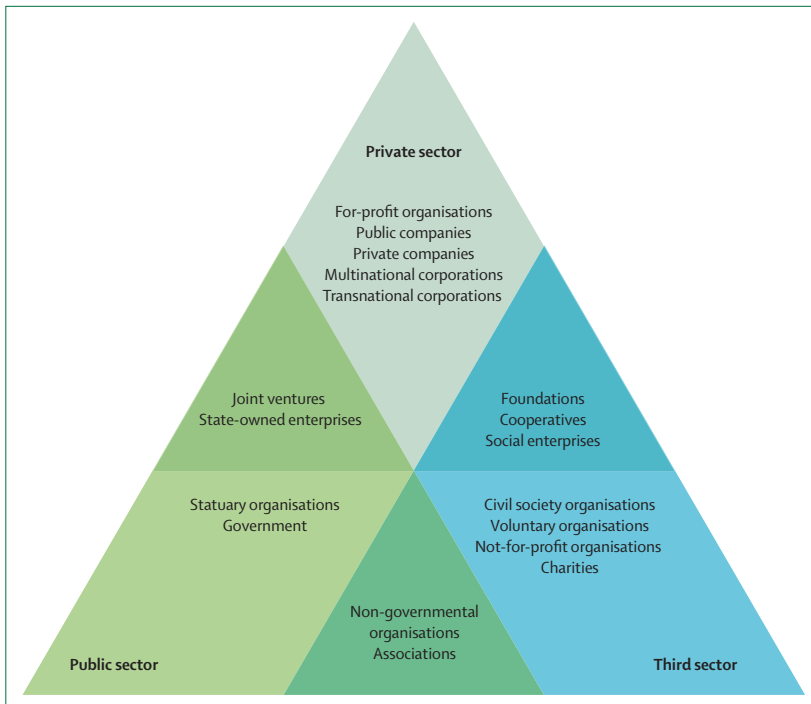 Private sector
For-profit organisations
Public companies
Private companies
Multinational corporations
Transnational corporations
Joint ventures
State-owned enterprises
Foundations
Cooperatives
Social enterprises
Statuary organisations
Government
Civil society organisations
Voluntary organisations
Not-for-profit organisations
Charities
Non-governmental
organisations
Associations
Public sector
Third sector